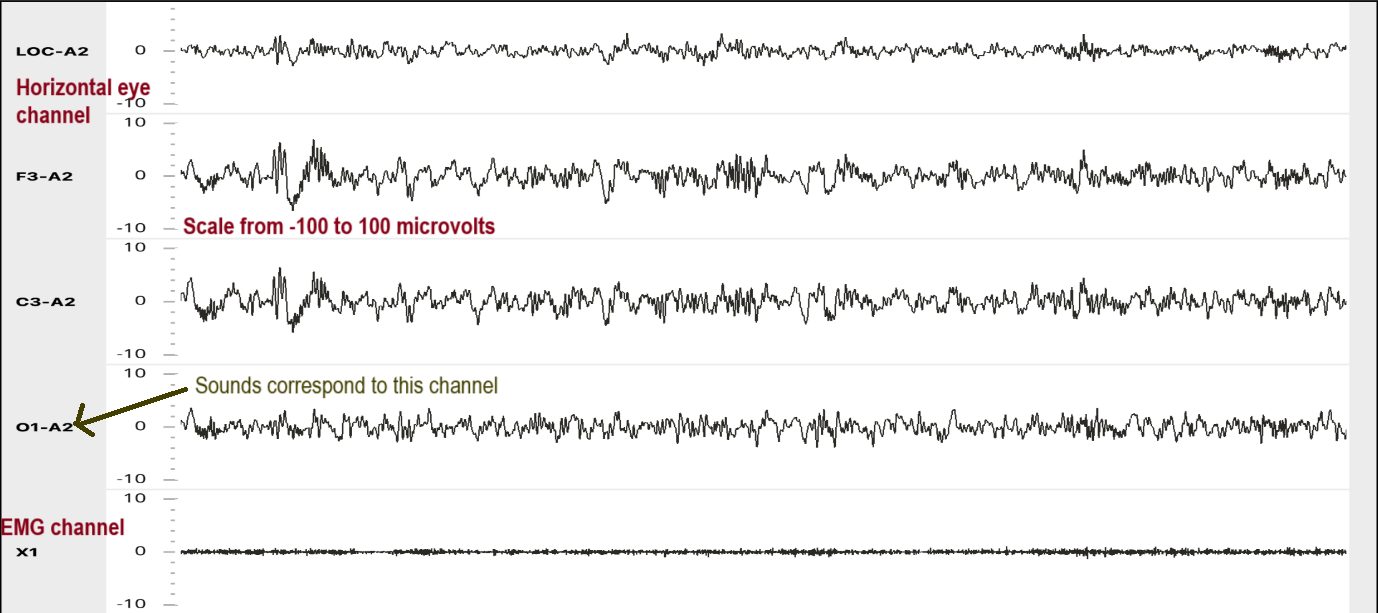 LOC-A2 0
Horizontal eye
channel
-10
10
F3-A2 0
Scale from -100 to 100 microvolts
-10
10
C3-A2 0
-10
10
Sounds correspond to this channel
O1-A2 0
-10
10
EMG channel
X1 0
-10